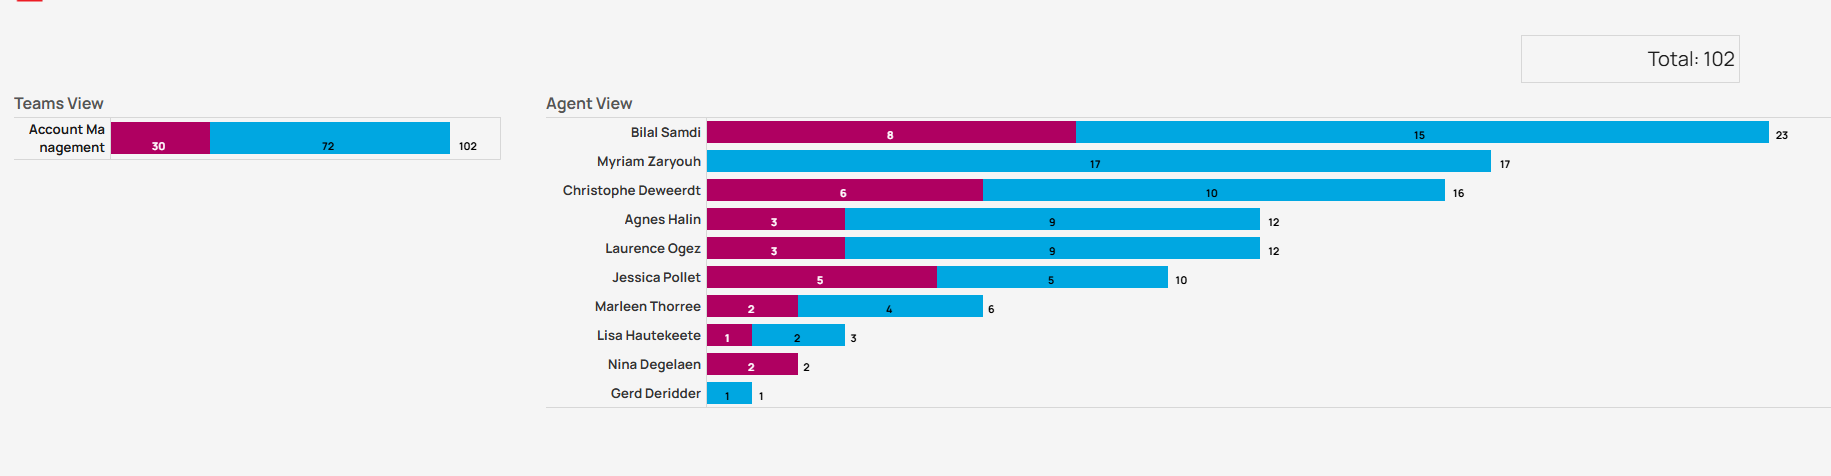 Total: 102
Teams View
Account Ma
nagement
30 72 102
Agent View
Bilal Samdi 8 15 23
Myriam Zaryouh 17 17
Christophe Deweerdt 6 10 16
Agnes Halin 3 9 12
Laurence Ogez 3 9 12
Jessica Pollet 5 5 10
Marleen Thorree 2 4 6
Lisa Hautekeete 1 2 3
Nina Degelaen 2 2
Gerd Deridder 1 1